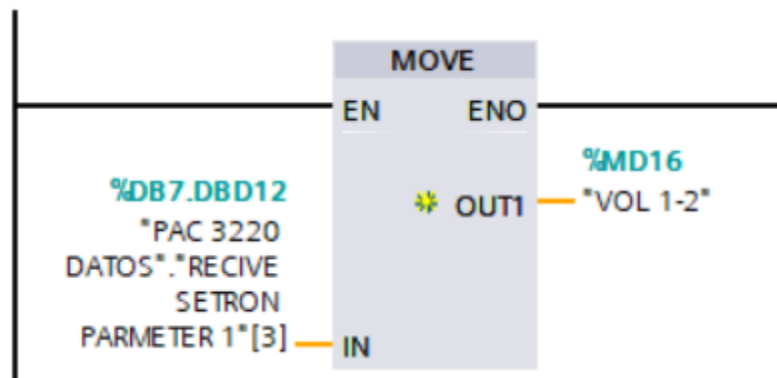 MOVE
EN ENO
%DB7.DBD12
"PAC 3220
DATOS"."RECIVE
SETRON
PARMETER 1"[3]
IN
OUT1
%MD16
"VOL 1-2"